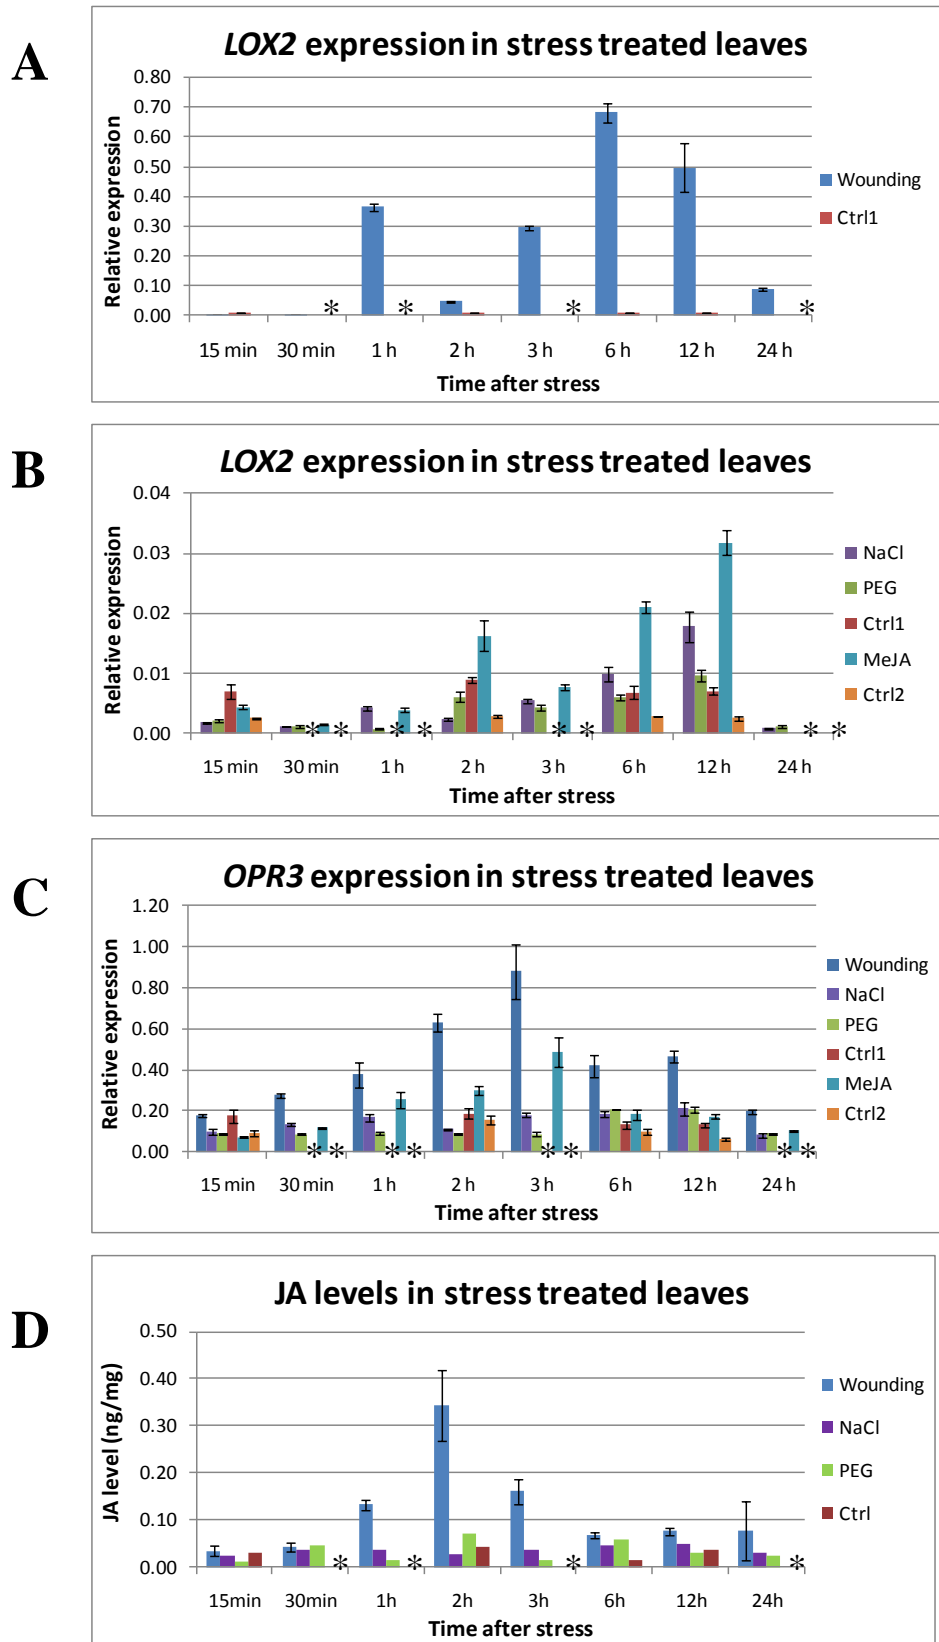 A
LOX2 expression in stress treated leaves
Relative expression
0.80
0.70
0.60
0.50
0.40
0.30
0.20
0.10
0.00
* * * *
15 min 30 min 1 h 2 h 3 h 6 h 12 h 24 h
Time after stress
Wounding
Ctrl1
B
LOX2 expression in stress treated leaves
Relative expression
0.04
0.03
0.02
0.01
0.00
* * * * * * * *
15 min 30 min 1 h 2 h 3 h 6 h 12 h 24 h
Time after stress
NaCl
PEG
Ctrl1
MeJA
Ctrl2
C
OPR3 expression in stress treated leaves
Relative expression
1.20
1.00
0.80
0.60
0.40
0.20
0.00
* * * * * * * *
15 min 30 min 1 h 2 h 3 h 6 h 12 h 24 h
Time after stress
Wounding
NaCl
PEG
Ctrl1
MeJA
Ctrl2
D
JA levels in stress treated leaves
JA level (ng/mg)
0.50
0.40
0.30
0.20
0.10
0.00
* * * *
15min 30min 1h 2h 3h 6h 12h 24h
Time after stress
Wounding
NaCl
PEG
Ctrl